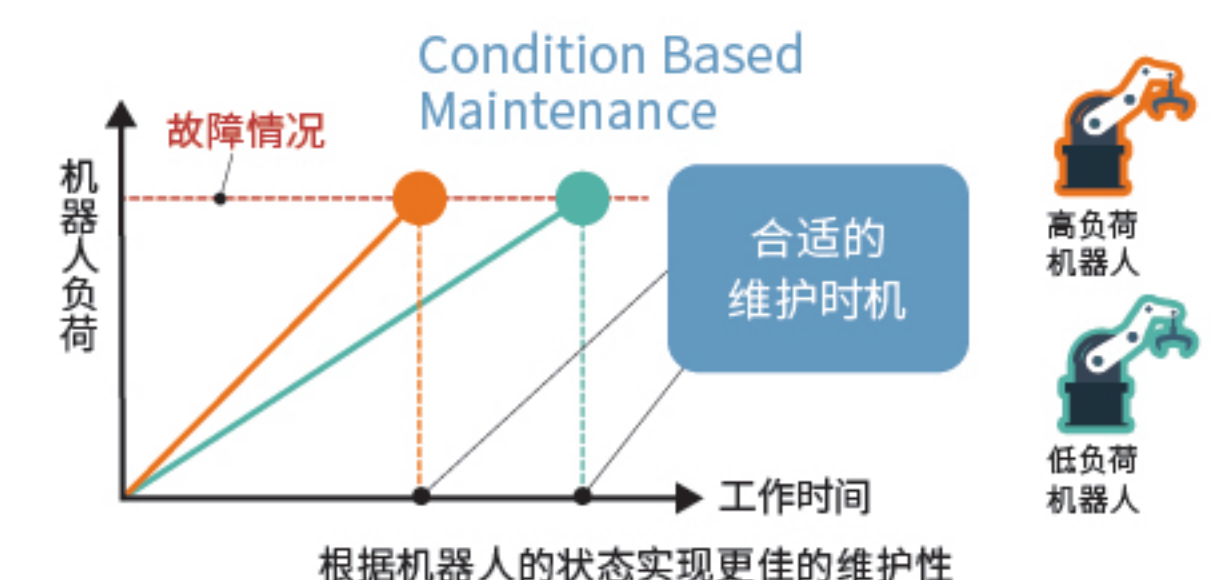 Condition Based
Maintenance
故障情况
机器人负荷
合适的
维护时机
工作时间
高负荷
机器人
低负荷
机器人
根据机器人的状态实现更佳的维护性